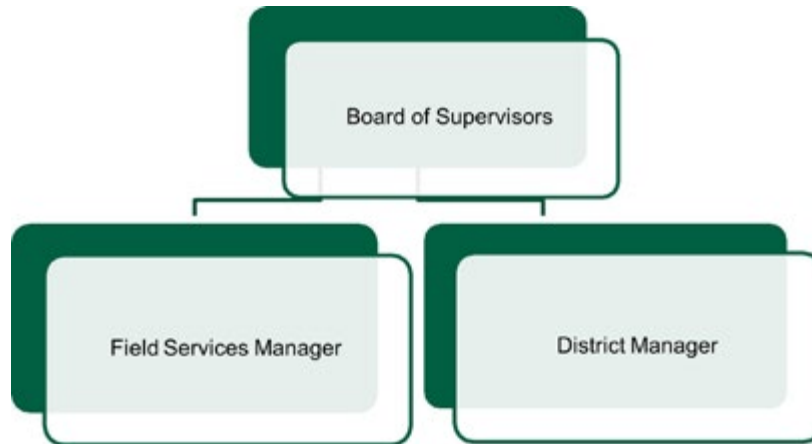 Board of Supervisors
Field Services Manager
District Manager